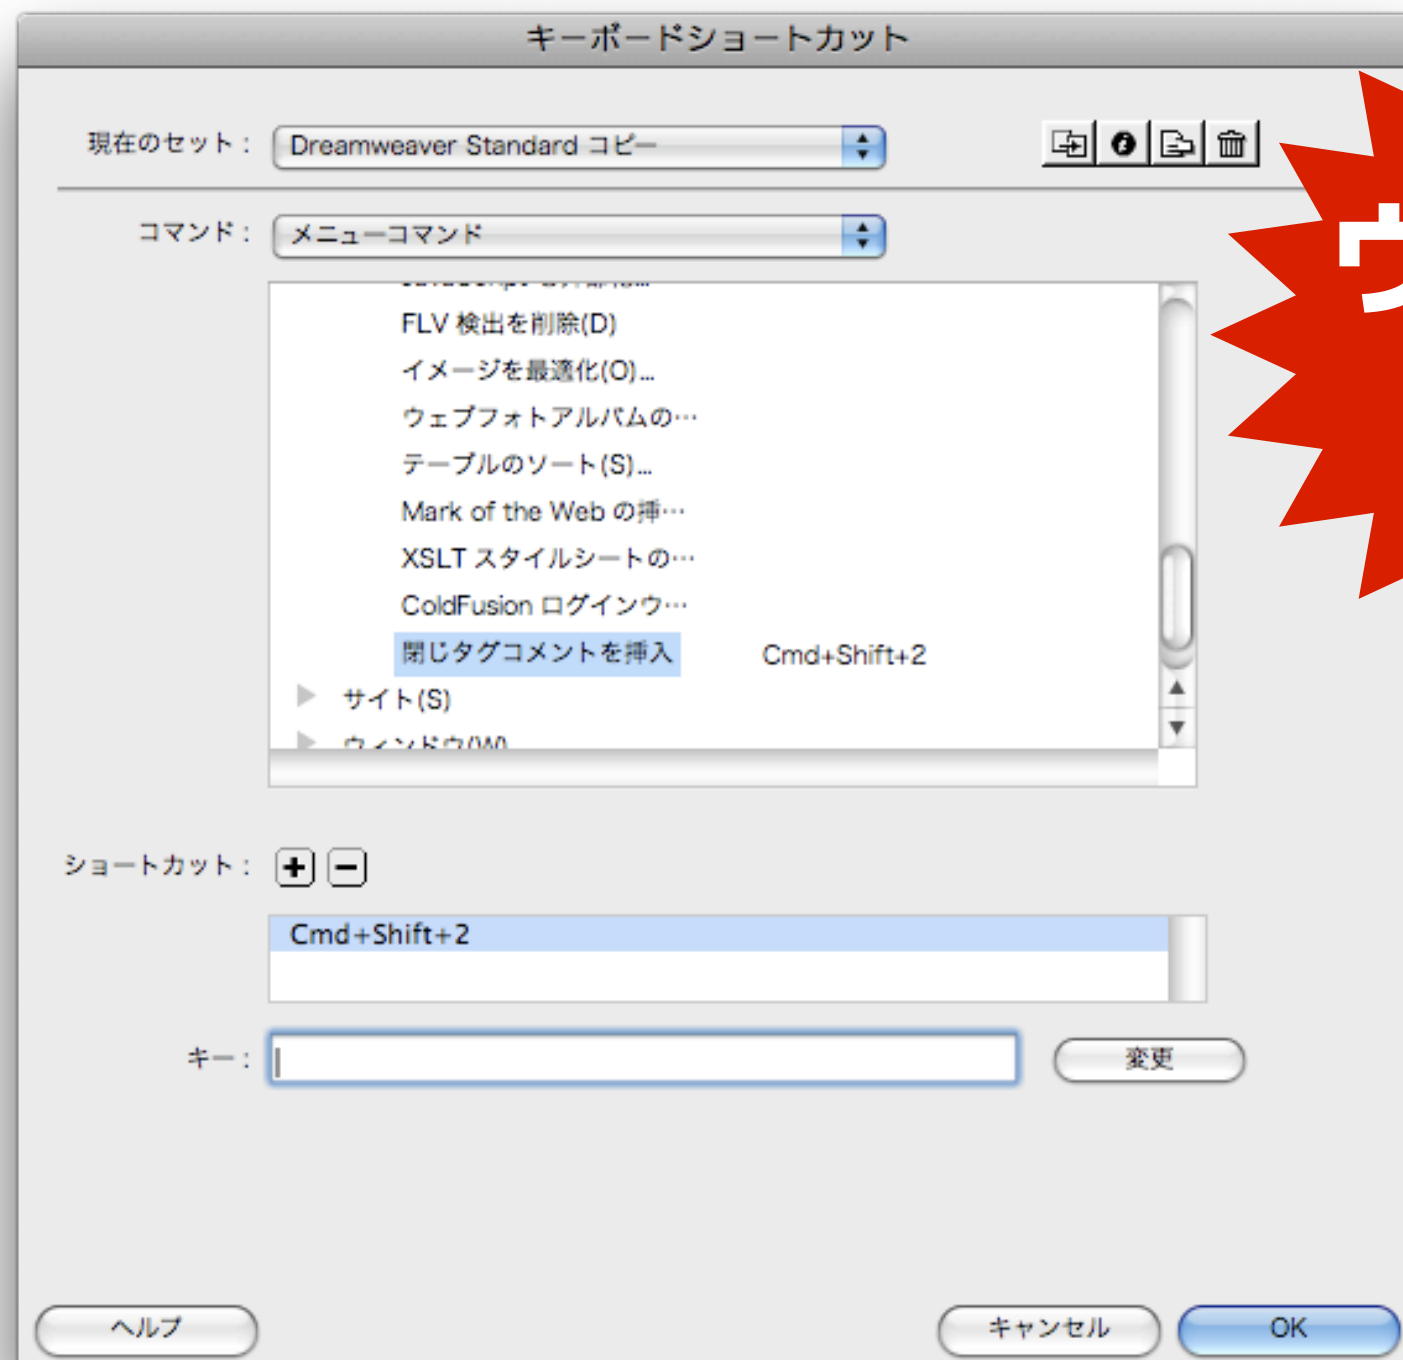 キーボードショートカット
現在のセット： Dreamweaver Standard コピー
コマンド： メニューコマンド
FLV 検出を削除(D)
イメージを最適化(O)...
ウェブフォトアルバムの…
テーブルのソート(S)...
Mark of the Web の挿…
XSLT スタイルシートの…
ColdFusion ログインウ…
閉じタグコメントを挿入 Cmd+Shift+2
サイト(S)
ウィンドウ(W)
ショートカット：
Cmd+Shift+2
キー： 変更
ヘルプ キャンセル OK